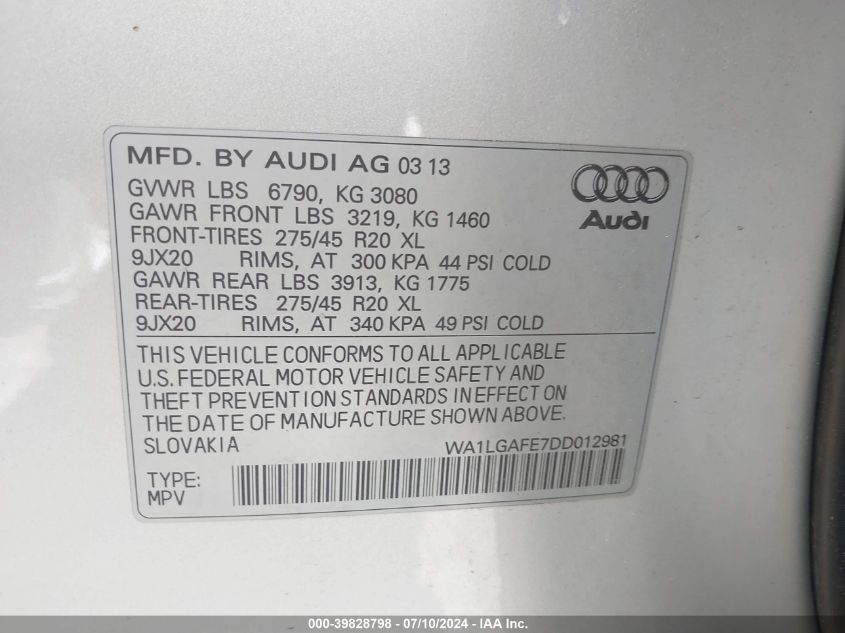 MFD. BY AUDI AG 03 13
GVWR LBS 6790, KG 3080
GAWR FRONT LBS 3219, KG 1460
FRONT-TIRES 275/45 R20 XL
9JX20 RIMS, AT 300 KPA 44 PSI COLD
GAWR REAR LBS 3913, KG 1775
REAR-TIRES 275/45 R20 XL
9JX20 RIMS, AT 340 KPA 49 PSI COLD
Audi
THIS VEHICLE CONFORMS TO ALL APPLICABLE
U.S. FEDERAL MOTOR VEHICLE SAFETY AND
THEFT PREVENTION STANDARDS IN EFFECT ON
THE DATE OF MANUFACTURE SHOWN ABOVE.
SLOVAKIA WA1LGAFE7DD012981
TYPE:
MPV
000-39828798 - 07/10/2024 - IAA Inc.